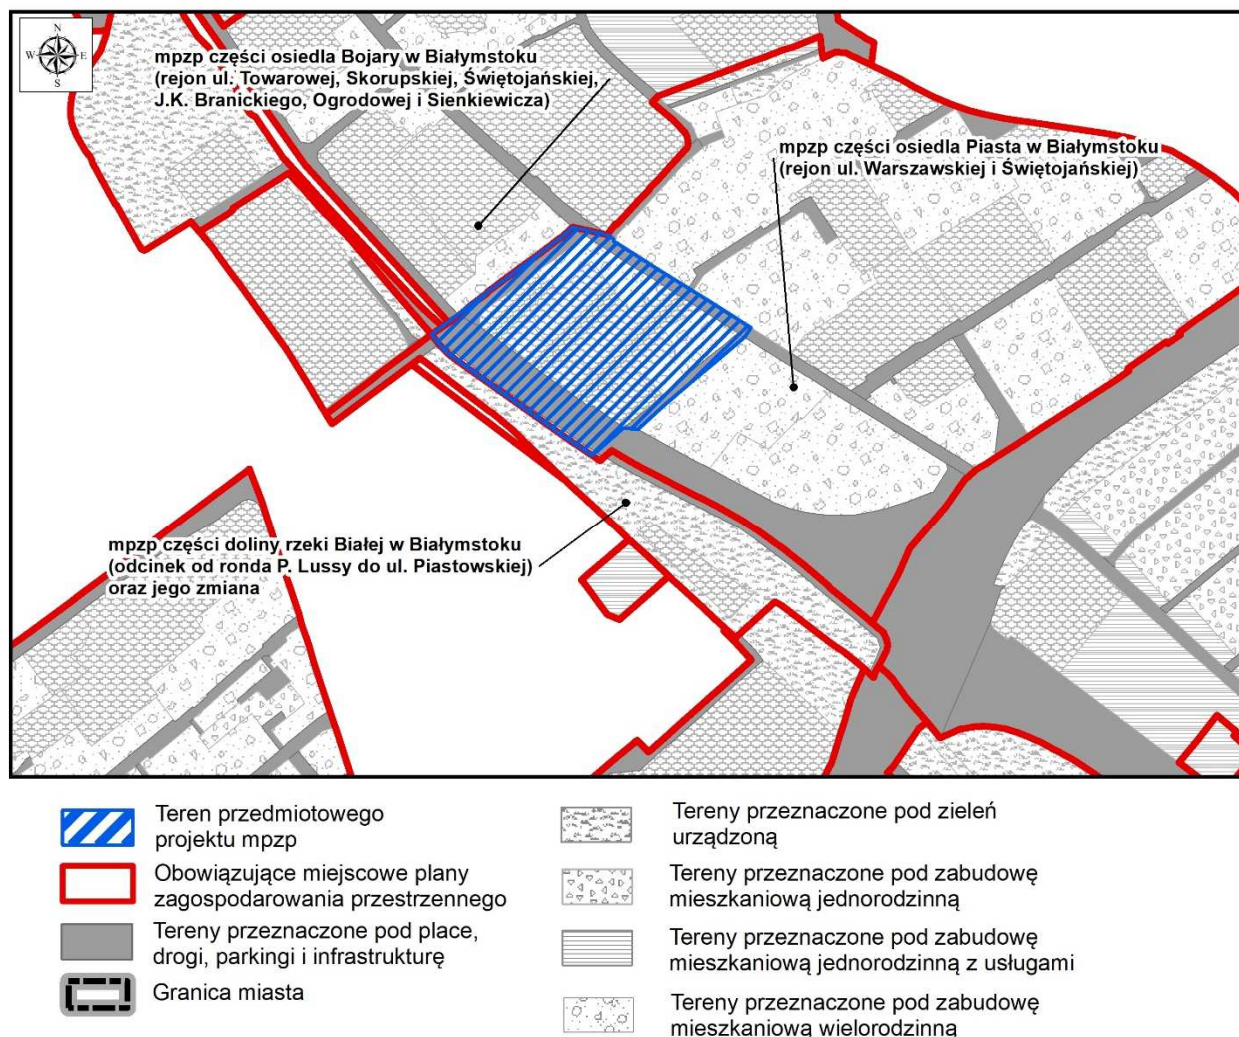 N
W E
S
mpzp części osiedla Bojary w Białymstoku
(rejon ul. Towarowej, Skorupskiej, Świętojańskiej,
J.K. Branickiego, Ogrodowej i Sienkiewicza)
mpzp części osiedla Piasta w Białymstoku
(rejon ul. Warszawskiej i Świętojańskiej)
mpzp części doliny rzeki Białej w Białymstoku
(odcinek od ronda P. Lussy do ul. Piastowskiej)
oraz jego zmiana
Teren przedmiotowego
projektu mpzp
Obowiązujące miejscowe plany
zagospodarowania przestrzennego
Tereny przeznaczone pod place,
drogi, parkingi i infrastrukturę
Granica miasta
Tereny przeznaczone pod zieleń
urządzoną
Tereny przeznaczone pod zabudowę
mieszkaniową jednorodzinną
Tereny przeznaczone pod zabudowę
mieszkaniową jednorodzinną z usługami
Tereny przeznaczone pod zabudowę
mieszkaniową wielorodzinną